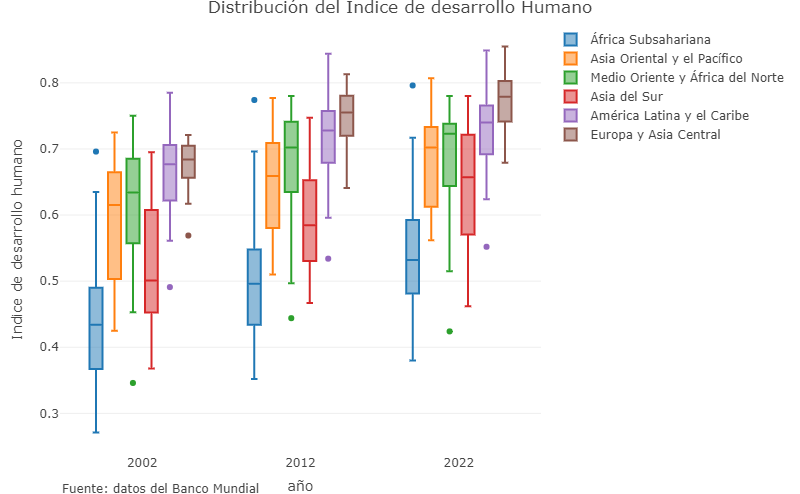 Distribución del Indice de desarrollo Humano
África Subsahariana
Asia Oriental y el Pacífico
Medio Oriente y África del Norte
Asia del Sur
América Latina y el Caribe
Europa y Asia Central
Indice de desarrollo humano
0.8
0.7
0.6
0.5
0.4
0.3
2002
2012
2022
año
Fuente: datos del Banco Mundial